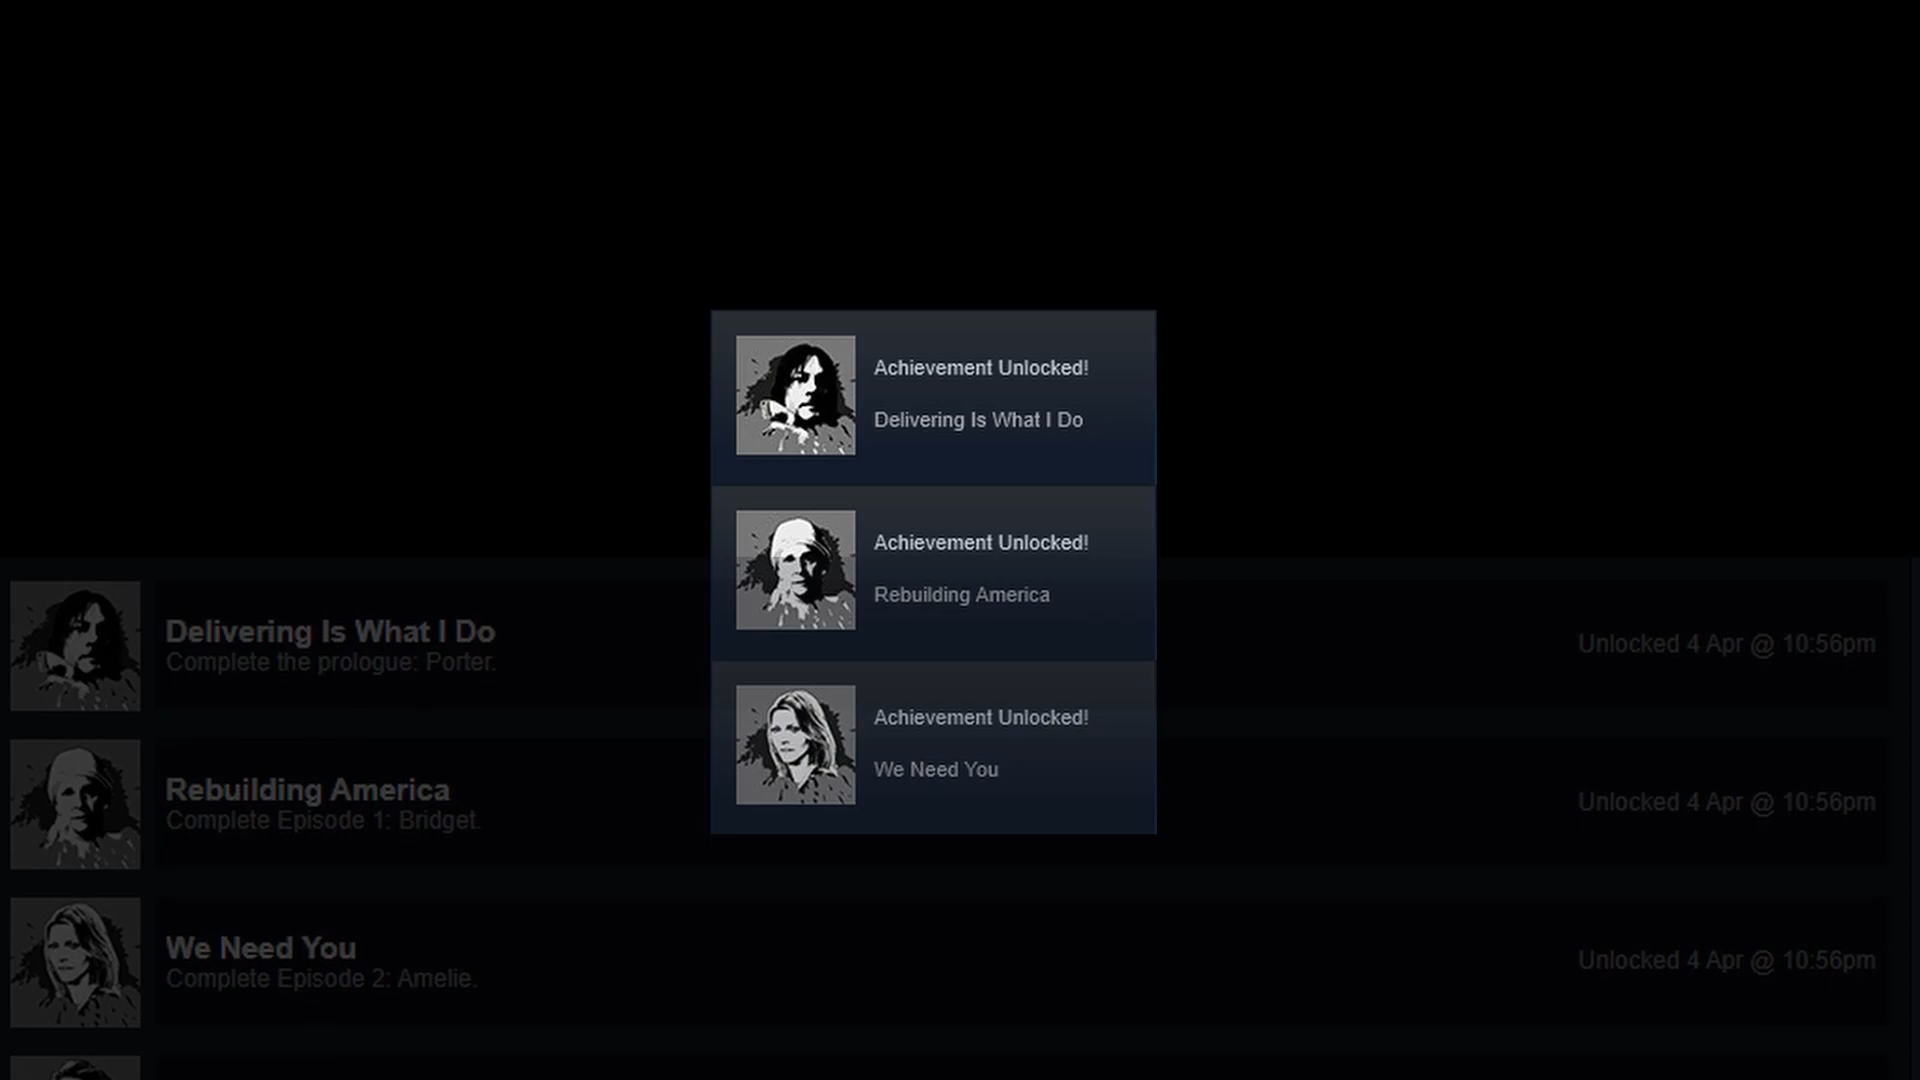 Achievement Unlocked!
Delivering Is What I Do
Achievement Unlocked!
Rebuilding America
Achievement Unlocked!
We Need You
Delivering Is What I Do
Complete the prologue: Porter.
Unlocked 4 Apr @ 10:56pm
Rebuilding America
Complete Episode 1: Bridget.
Unlocked 4 Apr @ 10:56pm
We Need You
Complete Episode 2: Amelie.
Unlocked 4 Apr @ 10:56pm